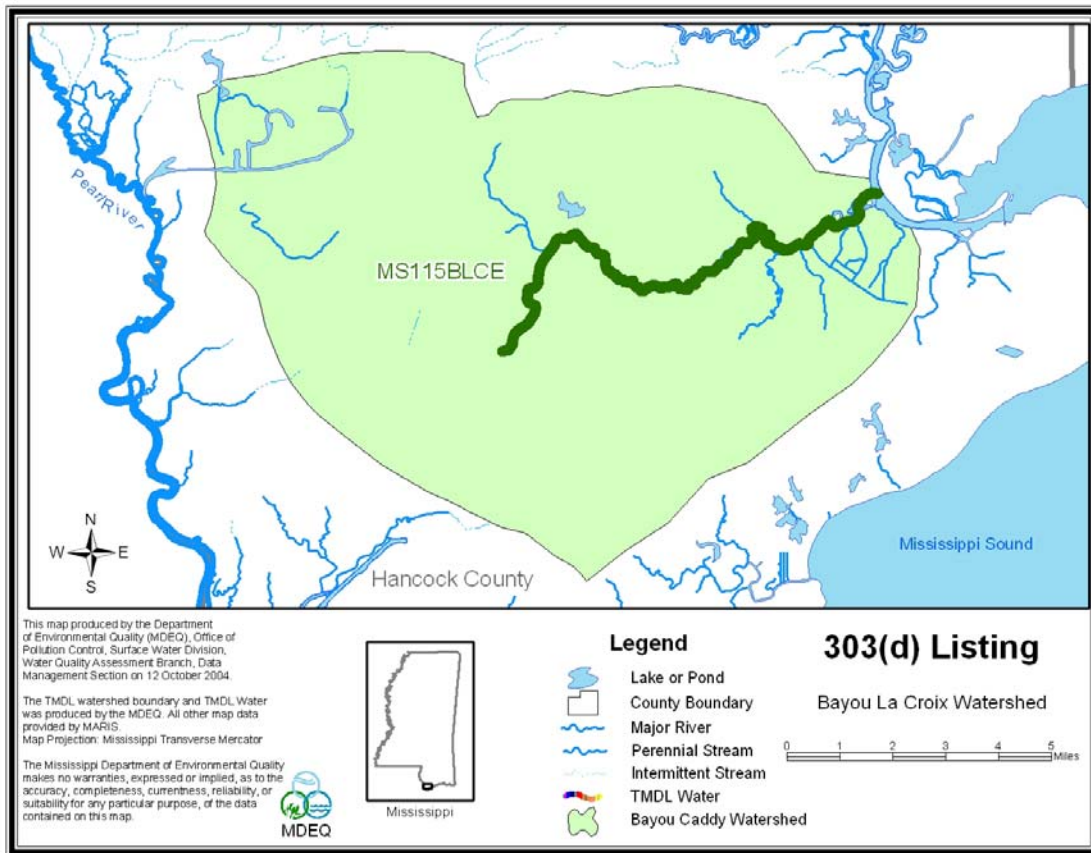 Pearl River
MS115BLCE
N
W E
S
Hancock County
Mississippi Sound
This map produced by the Department
of Environmental Quality (MDEQ), Office of
Pollution Control, Surface Water Division,
Water Quality Assessment Branch, Data
Management Section on 12 October 2004.
The TMDL watershed boundary and TMDL Water
was produced by the MDEQ. All other map data
provided by MARIS.
Map Projection: Mississippi Transverse Mercator
The Mississippi Department of Environmental Quality
makes no warranties, expressed or implied, as to the
accuracy, completeness, currentness, reliability, or
suitability for any particular purpose, of the data
contained on this map.
MDEQ
Mississippi
Legend
Lake or Pond
County Boundary
Major River
Perennial Stream
Intermittent Stream
TMDL Water
Bayou Caddy Watershed
303(d) Listing
Bayou La Croix Watershed
0 1 2 3 4 5
Miles